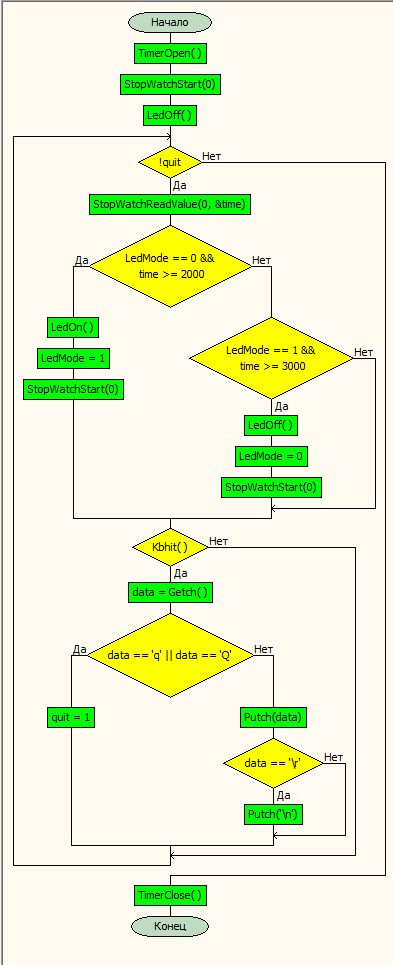 Начало
TimerOpen()
StopWatchStart(0)
LedOff()
!quit
Нет
Да
StopWatchReadValue(0, &time)
Да
LedMode == 0 &&
time >= 2000
Нет
LedOn()
LedMode = 1
StopWatchStart(0)
LedMode == 1 &&
time >= 3000
Нет
Да
LedOff()
LedMode = 0
StopWatchStart(0)
Kbhit()
Нет
Да
data = Getch()
Да
data == 'q' || data == 'Q'
Нет
quit = 1
Putch(data)
data == '\r'
Нет
Да
Putch('\n')
TimerClose()
Конец